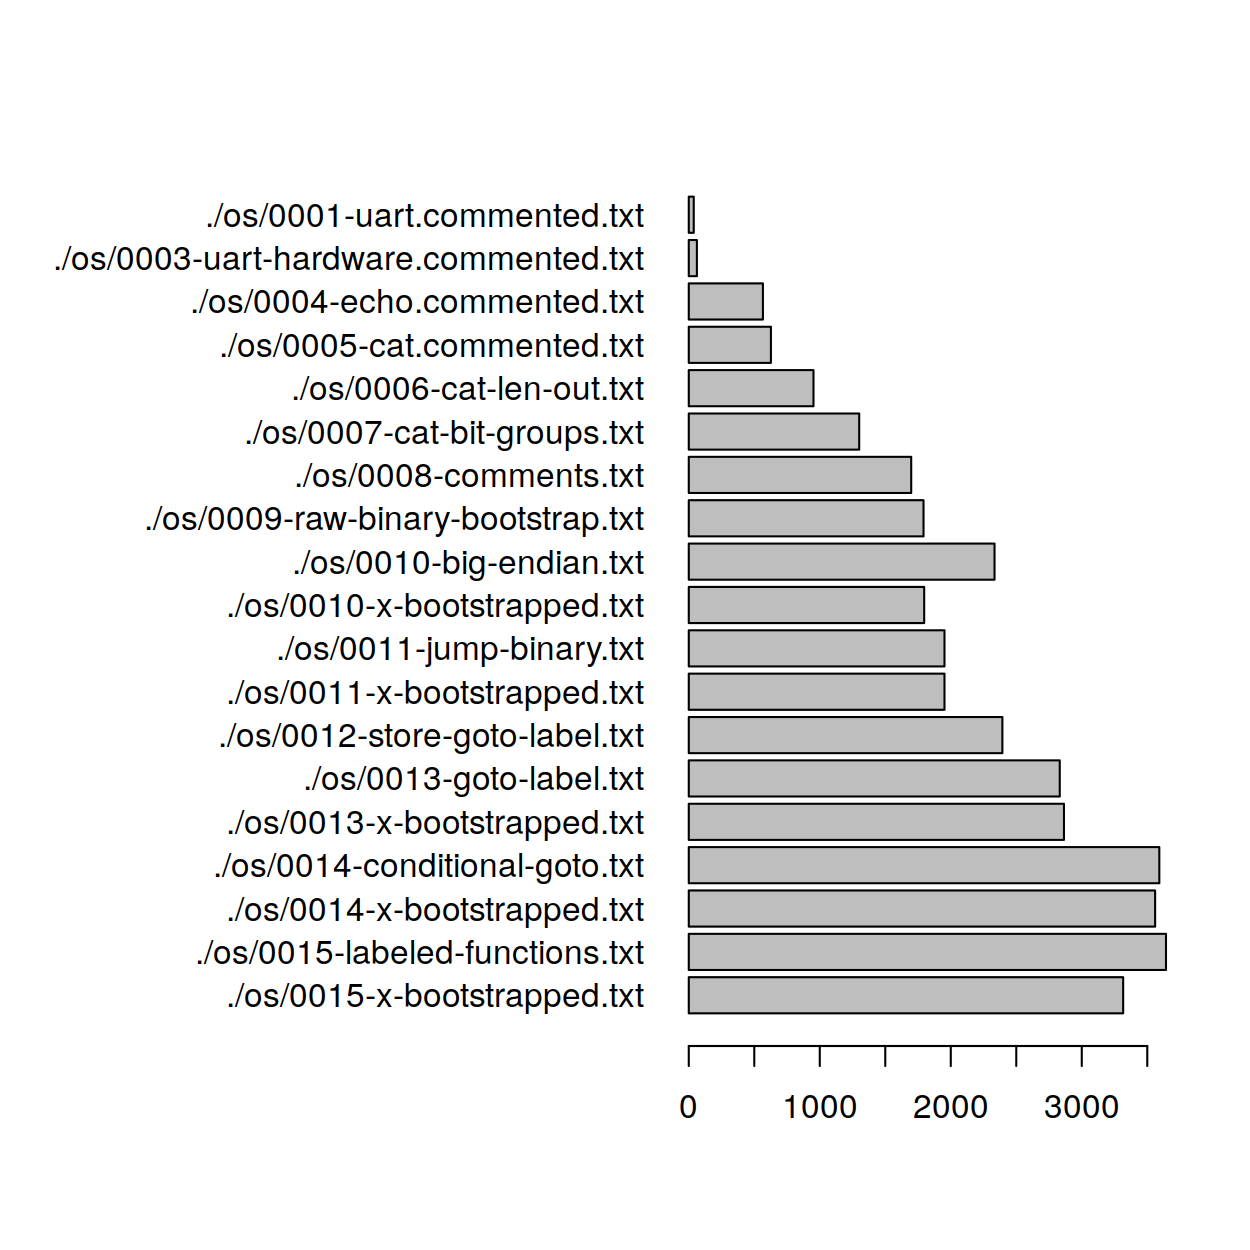 ./os/0001-uart.commented.txt
./os/0003-uart-hardware.commented.txt
./os/0004-echo.commented.txt
./os/0005-cat.commented.txt
./os/0006-cat-len-out.txt
./os/0007-cat-bit-groups.txt
./os/0008-comments.txt
./os/0009-raw-binary-bootstrap.txt
./os/0010-big-endian.txt
./os/0010-x-bootstrapped.txt
./os/0011-jump-binary.txt
./os/0011-x-bootstrapped.txt
./os/0012-store-goto-label.txt
./os/0013-goto-label.txt
./os/0013-x-bootstrapped.txt
./os/0014-conditional-goto.txt
./os/0014-x-bootstrapped.txt
./os/0015-labeled-functions.txt
./os/0015-x-bootstrapped.txt
0 1000 2000 3000